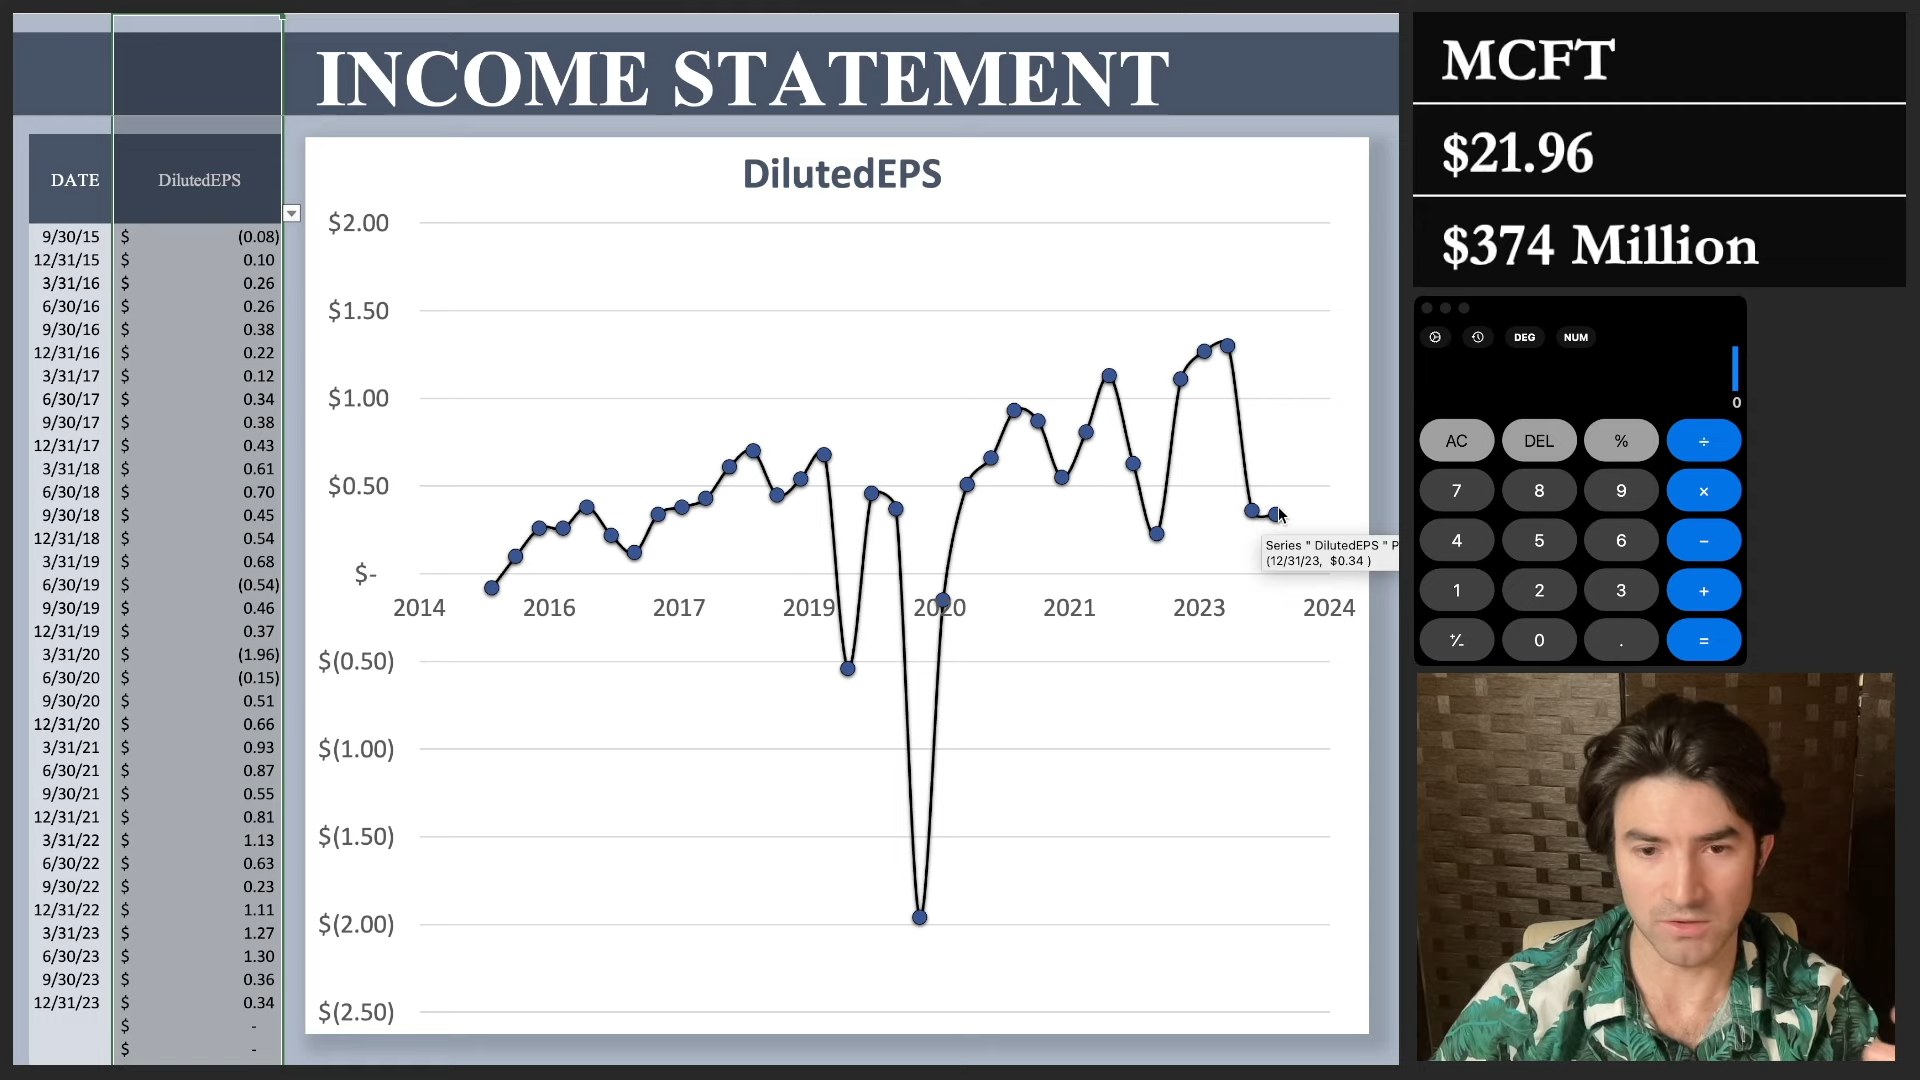 INCOME STATEMENT
DATE DilutedEPS
9/30/15 $ (0.08)
12/31/15 $ 0.10
3/31/16 $ 0.26
6/30/16 $ 0.26
9/30/16 $ 0.38
12/31/16 $ 0.22
3/31/17 $ 0.12
6/30/17 $ 0.34
9/30/17 $ 0.38
12/31/17 $ 0.43
3/31/18 $ 0.61
6/30/18 $ 0.70
9/30/18 $ 0.45
12/31/18 $ 0.54
3/31/19 $ 0.68
6/30/19 $ (0.54)
9/30/19 $ 0.46
12/31/19 $ 0.37
3/31/20 $ (1.96)
6/30/20 $ (0.15)
9/30/20 $ 0.51
12/31/20 $ 0.66
3/31/21 $ 0.93
6/30/21 $ 0.87
9/30/21 $ 0.55
12/31/21 $ 0.81
3/31/22 $ 1.13
6/30/22 $ 0.63
9/30/22 $ 0.23
12/31/22 $ 1.11
3/31/23 $ 1.27
6/30/23 $ 1.30
9/30/23 $ 0.36
12/31/23 $ 0.34
$ -
$ -
DilutedEPS
$2.00
$1.50
$1.00
$0.50
$-
2014 2016 2017 2019 2020 2021 2023 2024
$(0.50)
$(1.00)
$(1.50)
$(2.00)
$(2.50)
Series " DilutedEPS " P
(12/31/23, $0.34 )
MCFT
$21.96
$374 Million
DEG NUM
0
AC DEL % ÷
7 8 9 ×
4 5 6 −
1 2 3 +
+/− 0 . =